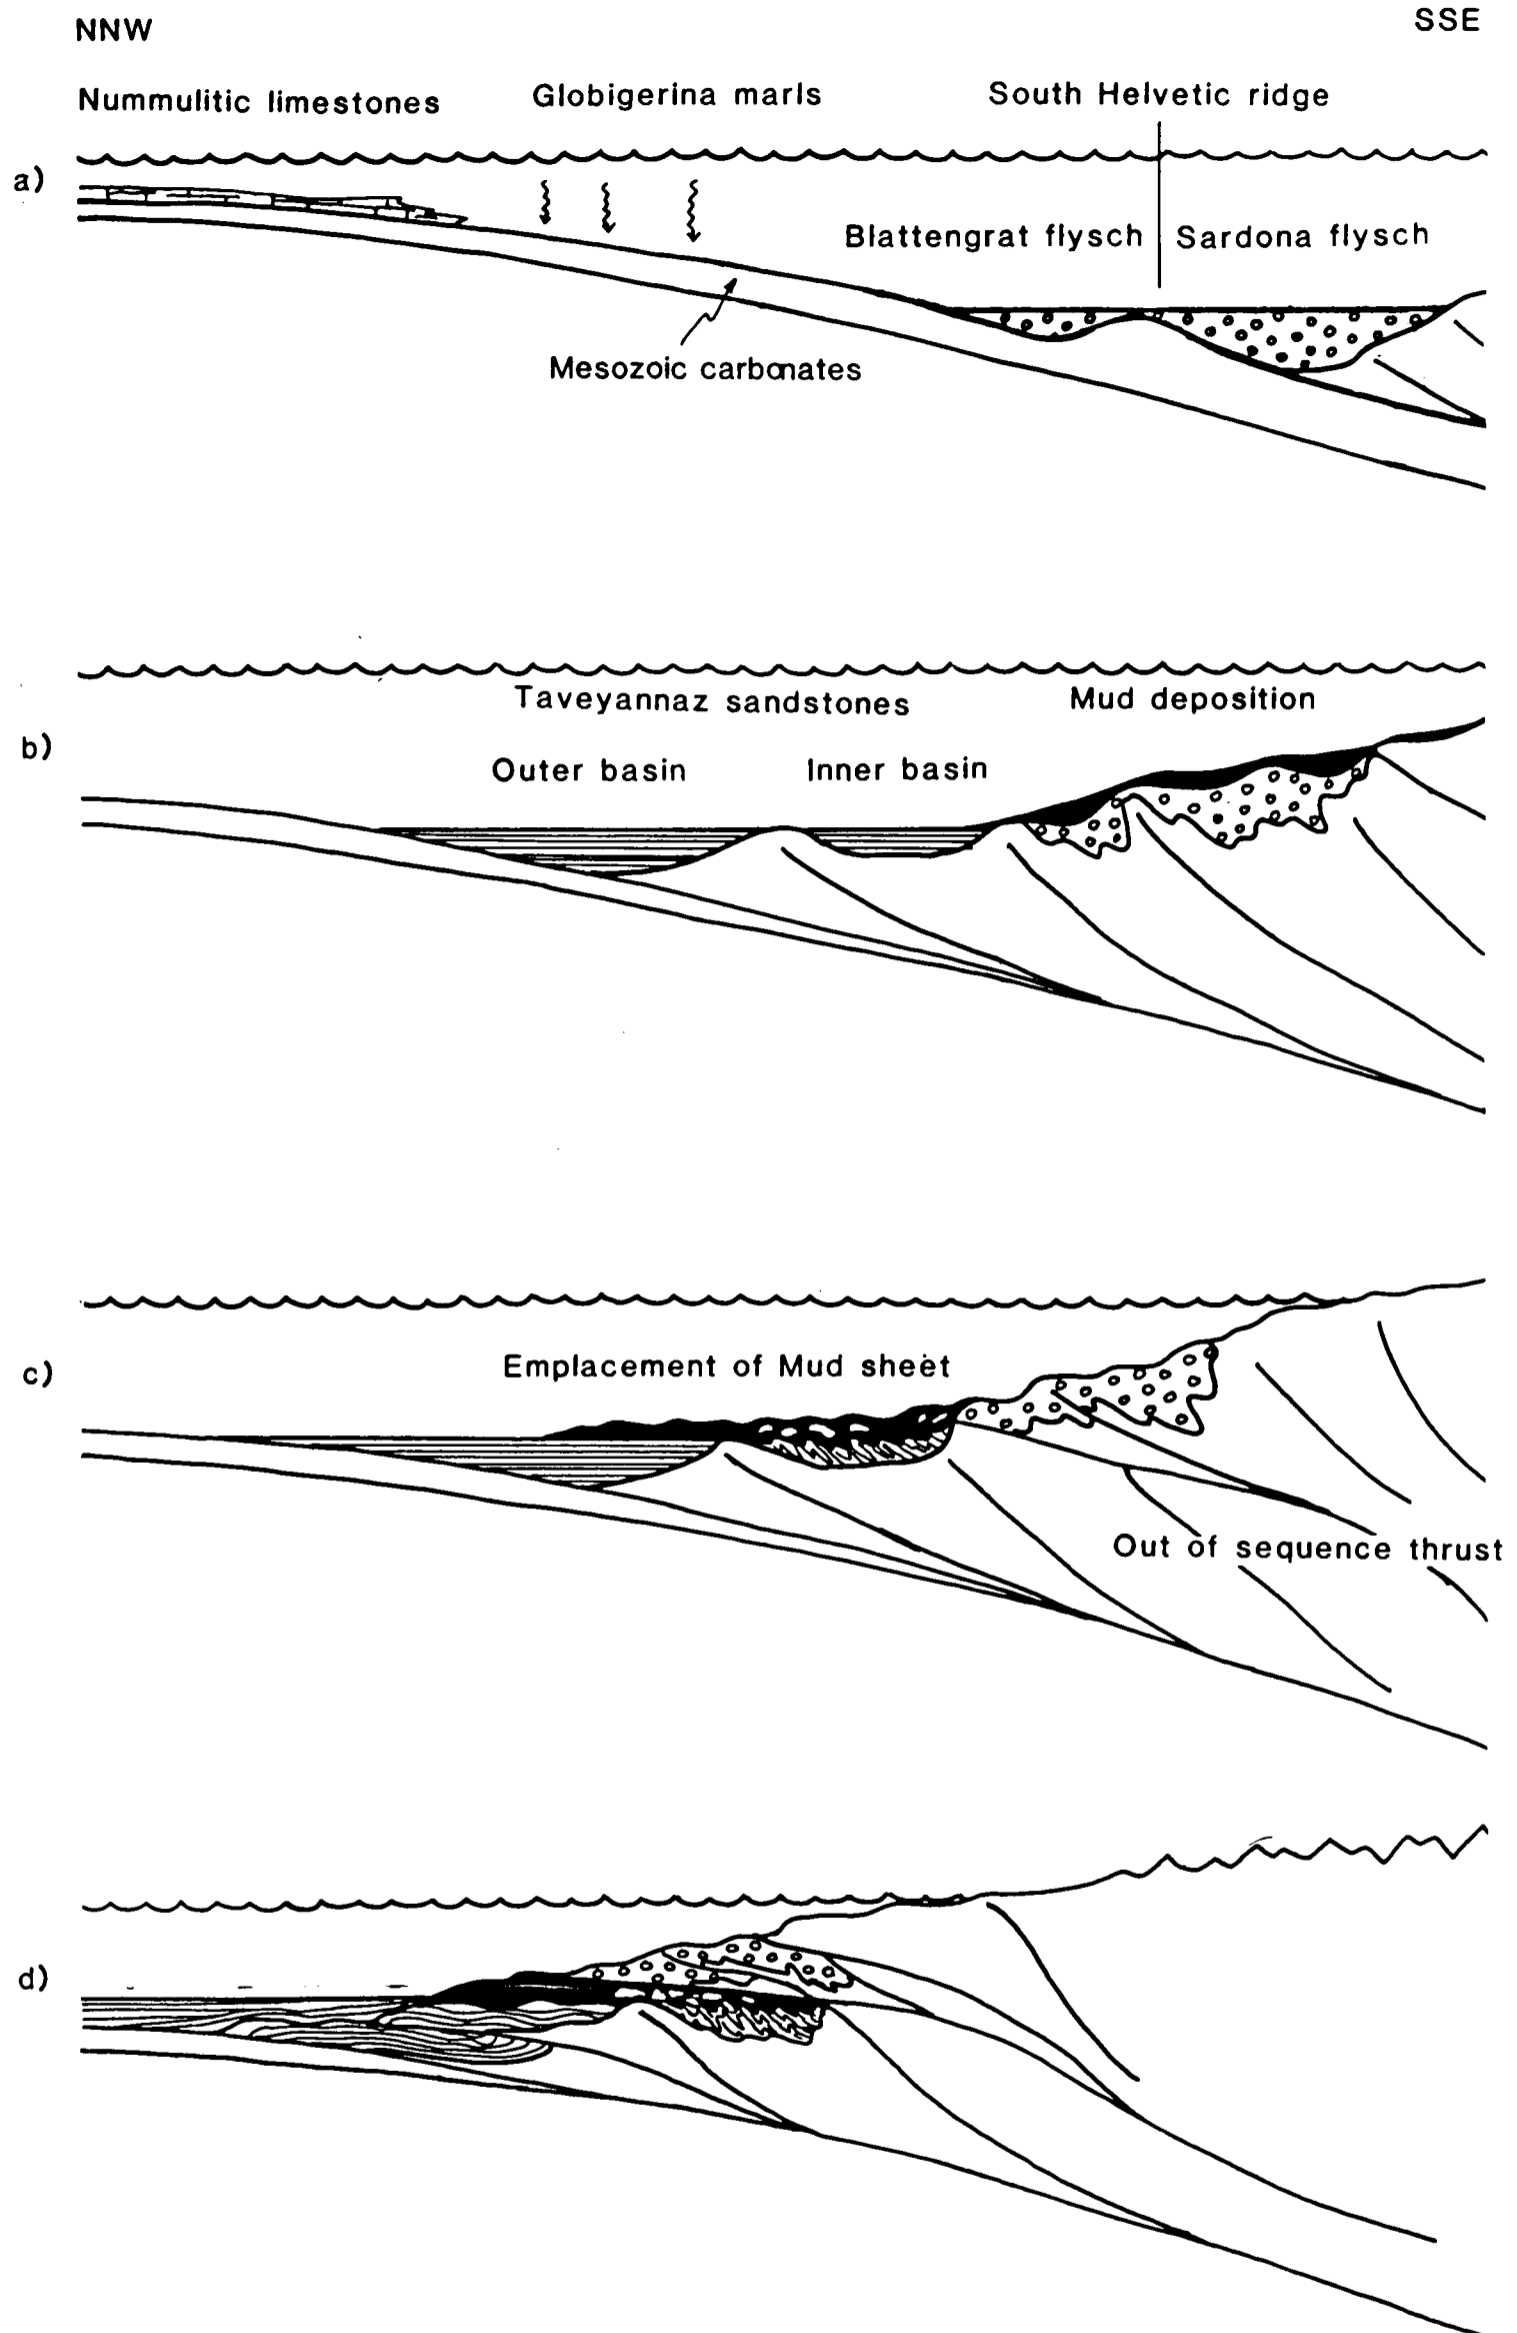 NNW
SSE
Nummulitic limestones
Globigerina marls
South Helvetic ridge
a)
Blattengrat flysch
Sardona flysch
Mesozoic carbonates
Taveyannaz sandstones
Mud deposition
b)
Outer basin
Inner basin
c)
Emplacement of Mud sheet
Out of sequence thrust
d)